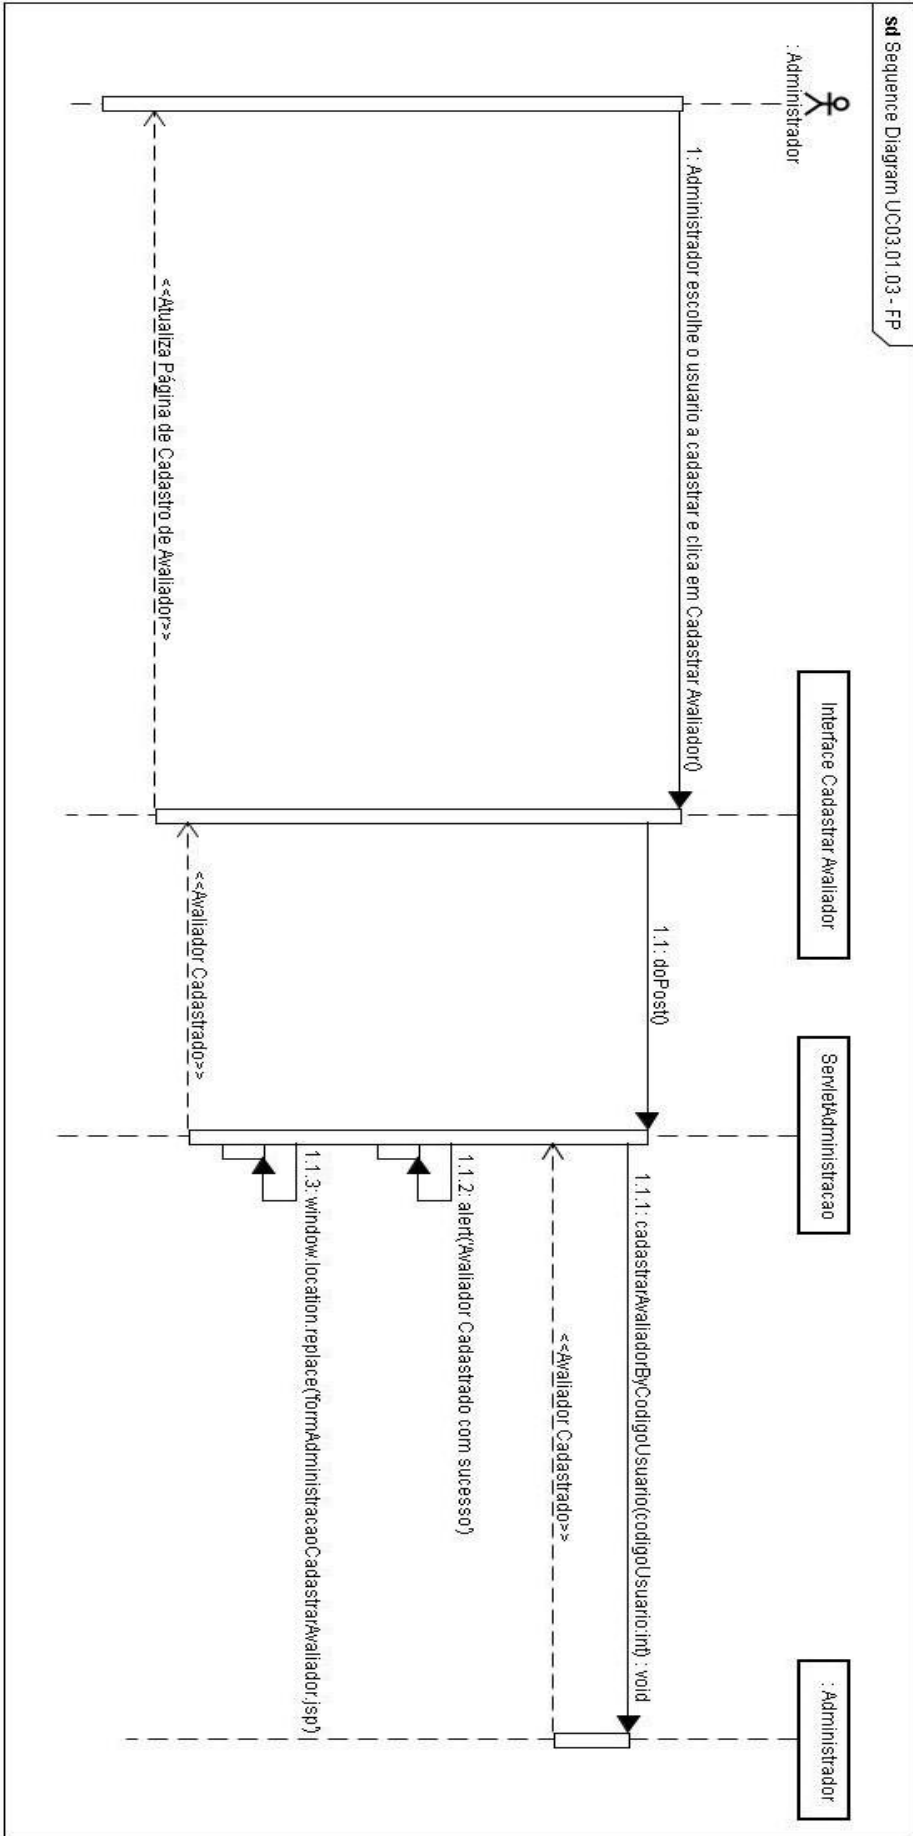 sd Sequence Diagram UC03.01.03 - FP
: Administrador
Interface Cadastrar Avaliador
ServletAdministracao
: Administrador
1: Administrador escolhe o usuario a cadastrar e clica em Cadastrar Avaliador()
1.1: doPost()
1.1.1: cadastrarAvaliadorByCodigoUsuario(codigoUsuario:int) : void
<<Avaliador Cadastrado>>
1.1.2: alert('Avaliador Cadastrado com sucesso')
1.1.3: window.location.replace('formAdministracaoCadastrarAvaliador.jsp')
<<Avaliador Cadastrado>>
<<Atualiza Página de Cadastro de Avaliador>>